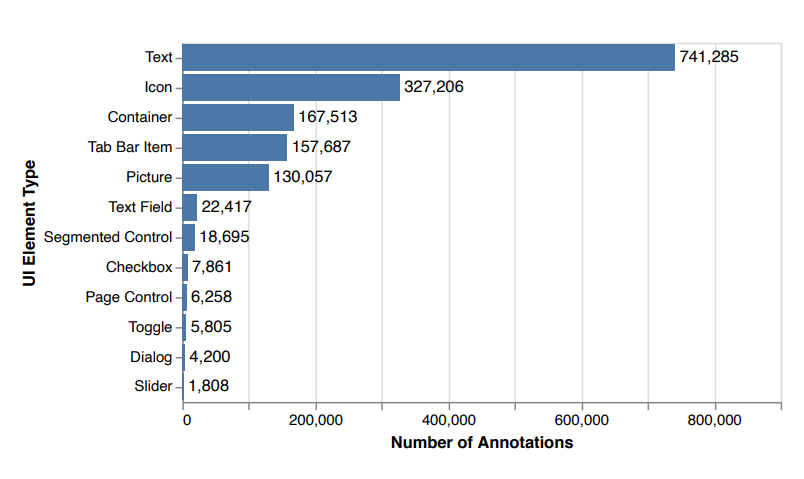 Text 741,285
Icon 327,206
Container 167,513
Tab Bar Item 157,687
Picture 130,057
Text Field 22,417
Segmented Control 18,695
Checkbox 7,861
Page Control 6,258
Toggle 5,805
Dialog 4,200
Slider 1,808
UI Element Type
0 200,000 400,000 600,000 800,000
Number of Annotations